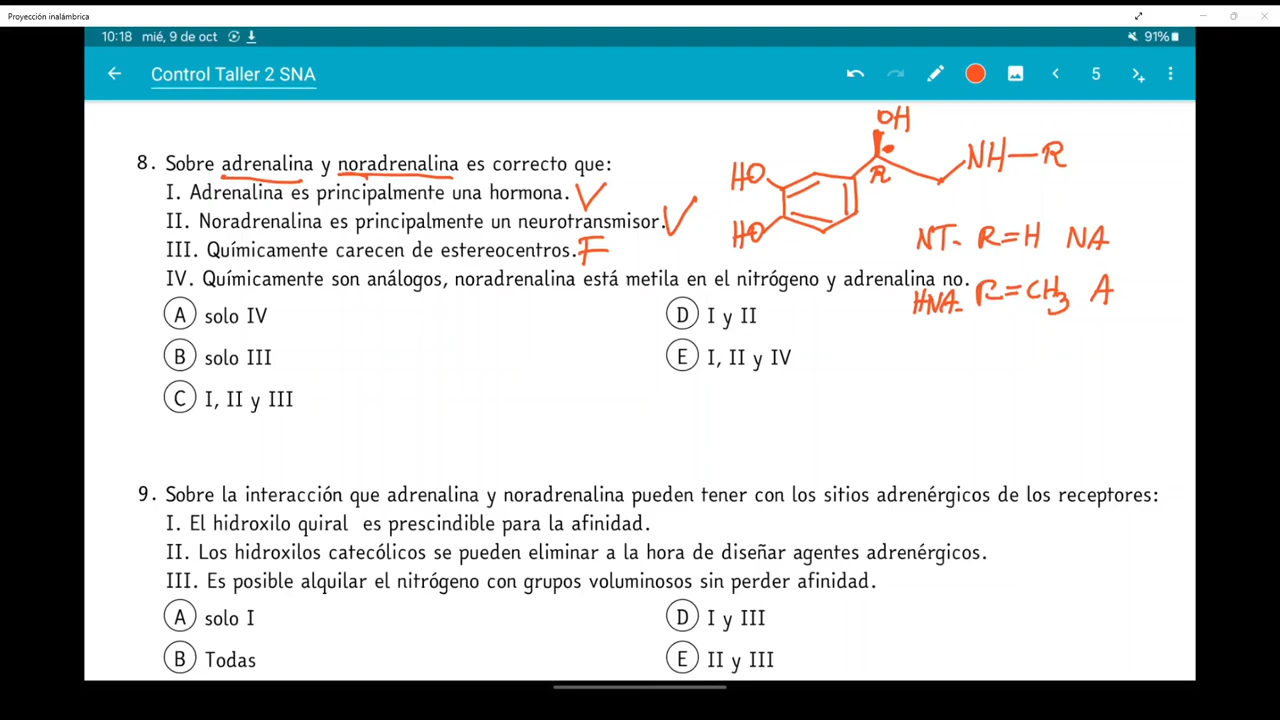 Proyección inalámbrica
10:18 mié, 9 de oct 91%
Control Taller 2 SNA 5
8. Sobre adrenalina y noradrenalina es correcto que:
I. Adrenalina es principalmente una hormona. V
II. Noradrenalina es principalmente un neurotransmisor. V
III. Químicamente carecen de estereocentros. F
IV. Químicamente son análogos, noradrenalina está metila en el nitrógeno y adrenalina no.
A solo IV
B solo III
C I, II y III
D I y II
E I, II y IV
OH
HO
HO
R
NH-R
NT- R=H NA
HNA- R=CH3 A
9. Sobre la interacción que adrenalina y noradrenalina pueden tener con los sitios adrenérgicos de los receptores:
I. El hidroxilo quiral es prescindible para la afinidad.
II. Los hidroxilos catecólicos se pueden eliminar a la hora de diseñar agentes adrenérgicos.
III. Es posible alquilar el nitrógeno con grupos voluminosos sin perder afinidad.
A solo I
B Todas
D I y III
E II y III